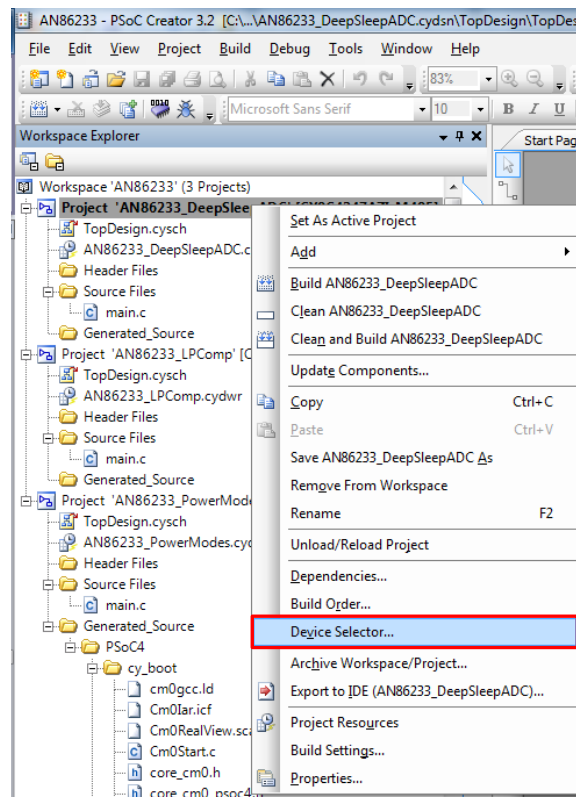 AN86233 - PSoC Creator 3.2 [C:\...\AN86233_DeepSleepADC.cydsn\TopDesign\TopDes
File Edit View Project Build Debug Tools Window Help
83%
Microsoft Sans Serif 10 B I U
Workspace Explorer
Start Pag
Workspace 'AN86233' (3 Projects)
Project 'AN86233_DeepSlee
TopDesign.cysch
AN86233_DeepSleepADC.c
Header Files
Source Files
main.c
Generated_Source
Project 'AN86233_LPComp' [C
TopDesign.cysch
AN86233_LPComp.cydwr
Header Files
Source Files
main.c
Generated_Source
Project 'AN86233_PowerMode
TopDesign.cysch
AN86233_PowerModes.cyd
Header Files
Source Files
main.c
Generated_Source
PSoC4
cy_boot
cm0gcc.ld
Cm0Iar.icf
Cm0RealView.sca
Cm0Start.c
core_cm0.h
core_cm0_psoc4.
Set As Active Project
Add
Build AN86233_DeepSleepADC
Clean AN86233_DeepSleepADC
Clean and Build AN86233_DeepSleepADC
Update Components...
Copy Ctrl+C
Paste Ctrl+V
Save AN86233_DeepSleepADC As
Remove From Workspace
Rename F2
Unload/Reload Project
Dependencies...
Build Order...
Device Selector...
Archive Workspace/Project...
Export to IDE (AN86233_DeepSleepADC)...
Project Resources
Build Settings...
Properties...